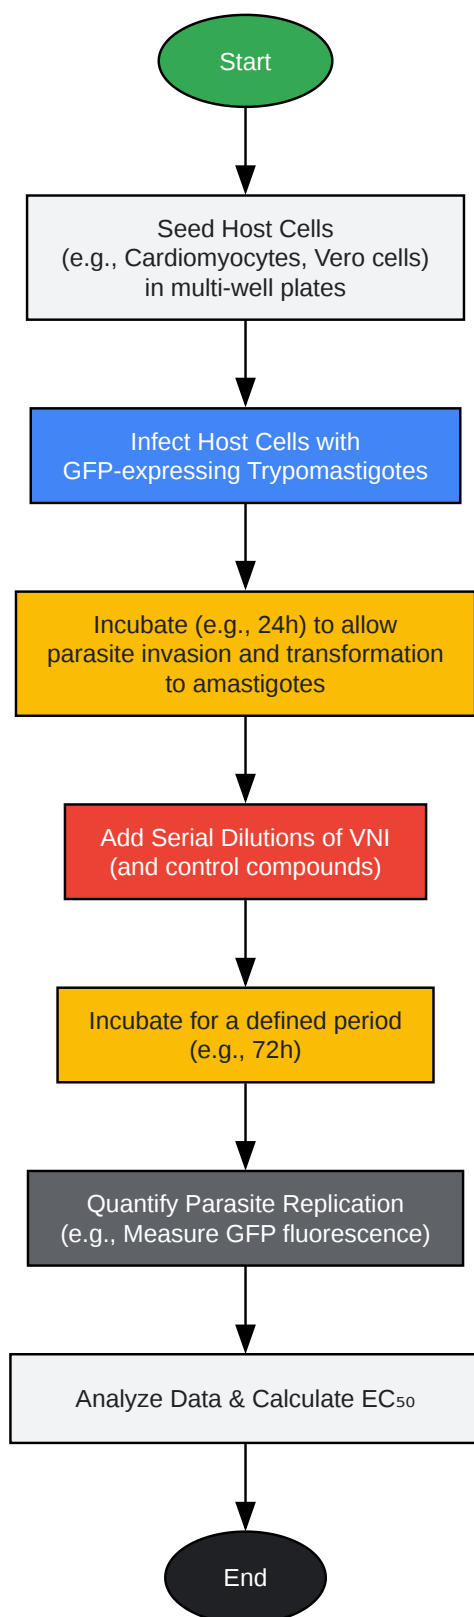 Start
Seed Host Cells
(e.g., Cardiomyocytes, Vero cells)
in multi-well plates
Infect Host Cells with
GFP-expressing Trypomastigotes
Incubate (e.g., 24h) to allow
parasite invasion and transformation
to amastigotes
Add Serial Dilutions of VNI
(and control compounds)
Incubate for a defined period
(e.g., 72h)
Quantify Parasite Replication
(e.g., Measure GFP fluorescence)
Analyze Data & Calculate EC₅₀
End